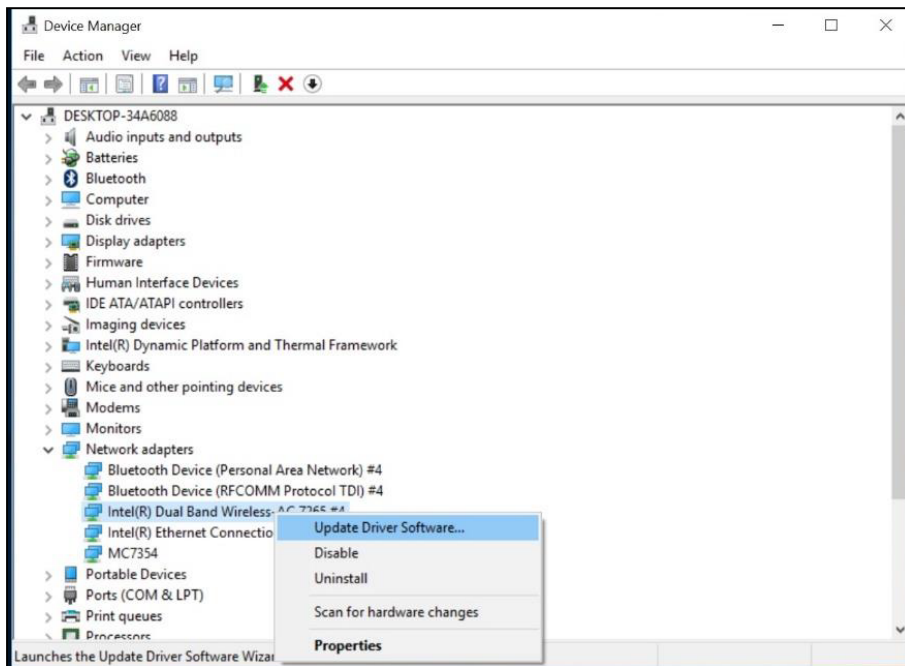 Device Manager
File Action View Help
DESKTOP-34A6088
Audio inputs and outputs
Batteries
Bluetooth
Computer
Disk drives
Display adapters
Firmware
Human Interface Devices
IDE ATA/ATAPI controllers
Imaging devices
Intel(R) Dynamic Platform and Thermal Framework
Keyboards
Mice and other pointing devices
Modems
Monitors
Network adapters
Bluetooth Device (Personal Area Network) #4
Bluetooth Device (RFCOMM Protocol TDI) #4
Intel(R) Dual Band Wireless-AC 7265 #4
Intel(R) Ethernet Connectio
MC7354
Portable Devices
Ports (COM & LPT)
Print queues
Processors
Launches the Update Driver Software Wizar
Update Driver Software...
Disable
Uninstall
Scan for hardware changes
Properties